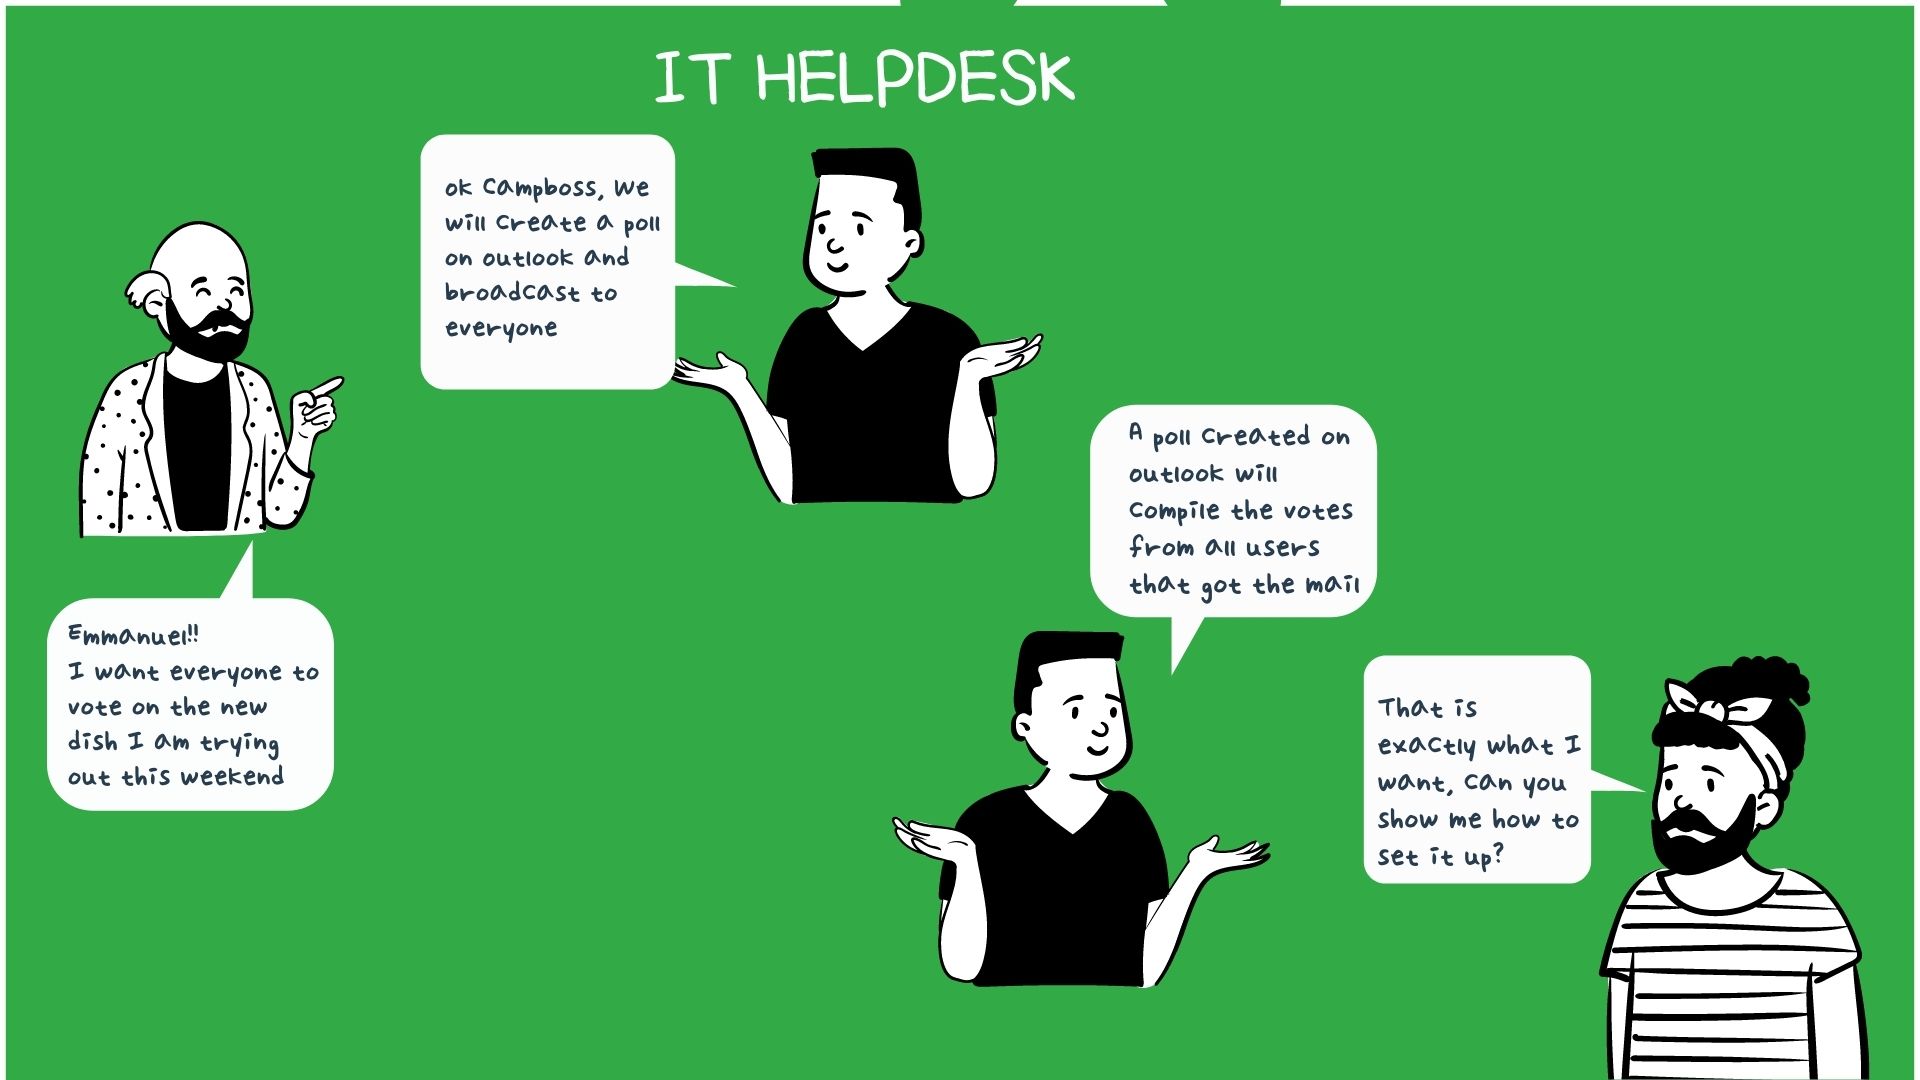 IT HELPDESK
Emmanuel!!
I want everyone to
vote on the new
dish I am trying
out this weekend
ok Campboss, We
will Create a poll
on outlook and
broadcast to
everyone
A poll Created on
outlook will
Compile the votes
from all users
that got the mail
That is
exactly what I
want, Can you
show me how to
set it up?